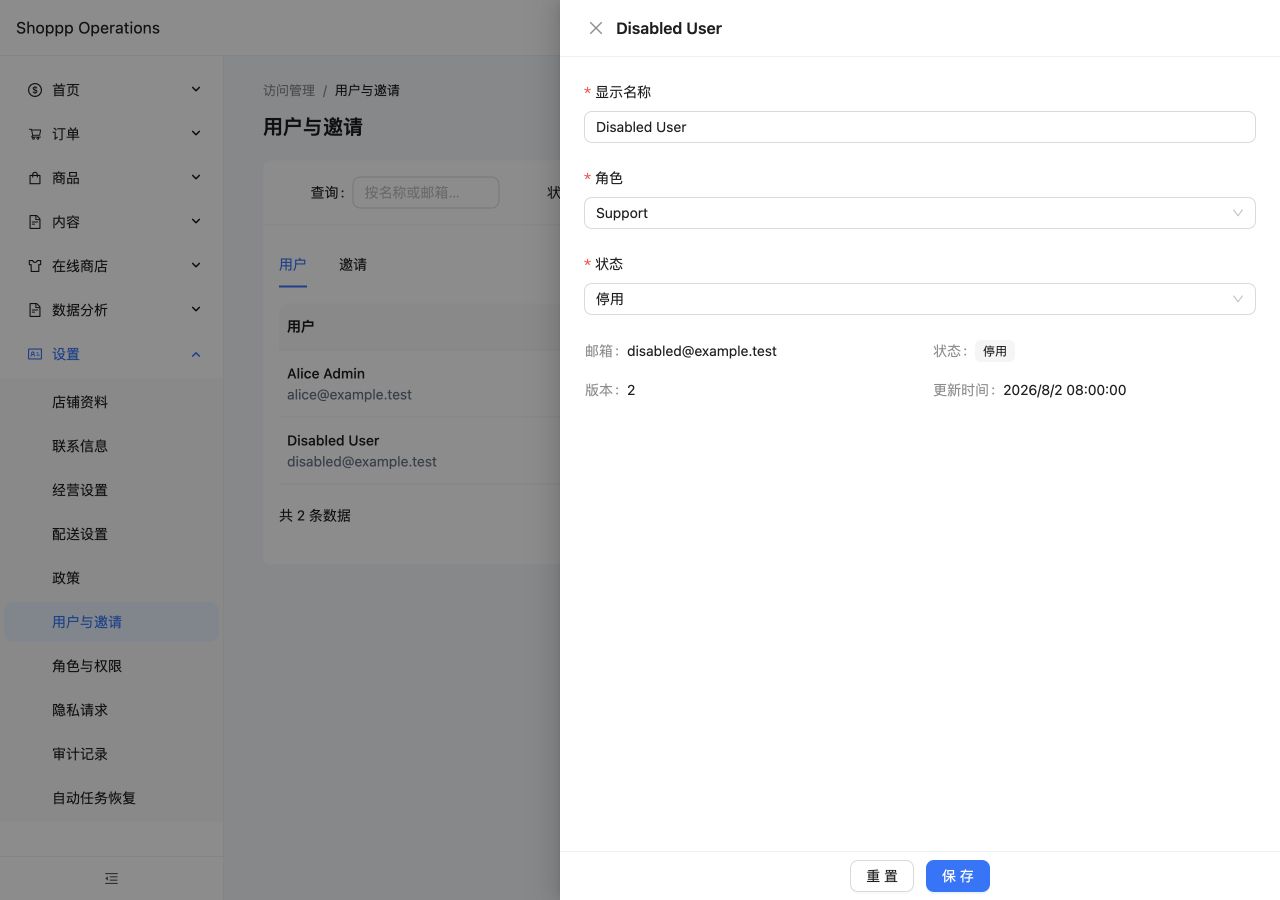 Shoppp Operations
首页
订单
商品
内容
在线商店
数据分析
设置
店铺资料
联系信息
经营设置
配送设置
政策
用户与邀请
角色与权限
隐私请求
审计记录
自动任务恢复
访问管理 / 用户与邀请
用户与邀请
查询: 按名称或邮箱... 状
用户 邀请
用户
Alice Admin
alice@example.test
Disabled User
disabled@example.test
共 2 条数据
Disabled User
* 显示名称
Disabled User
* 角色
Support
* 状态
停用
邮箱: disabled@example.test 状态: 停用
版本: 2 更新时间: 2026/8/2 08:00:00
重 置 保 存